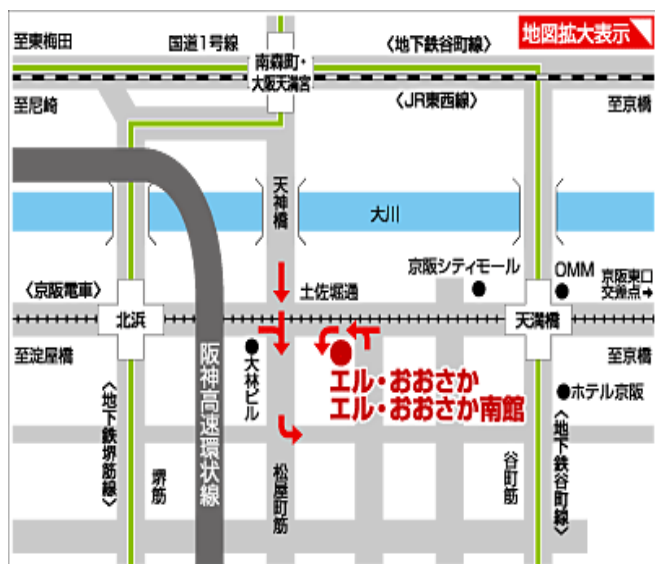 至東梅田
国道1号線
〈地下鉄谷町線〉
地図拡大表示
南森町・
大阪天満宮
至尼崎
〈JR東西線〉
至京橋
天神橋
大川
京阪シティモール
OMM
京阪東口
交差点➡
〈京阪電車〉
土佐堀通
北浜
天満橋
至淀屋橋
大林ビル
至京橋
エル・おおさか
エル・おおさか南館
ホテル京阪
阪神高速環状線
〈地下鉄堺筋線〉
堺筋
松屋町筋
谷町筋
〈地下鉄谷町線〉